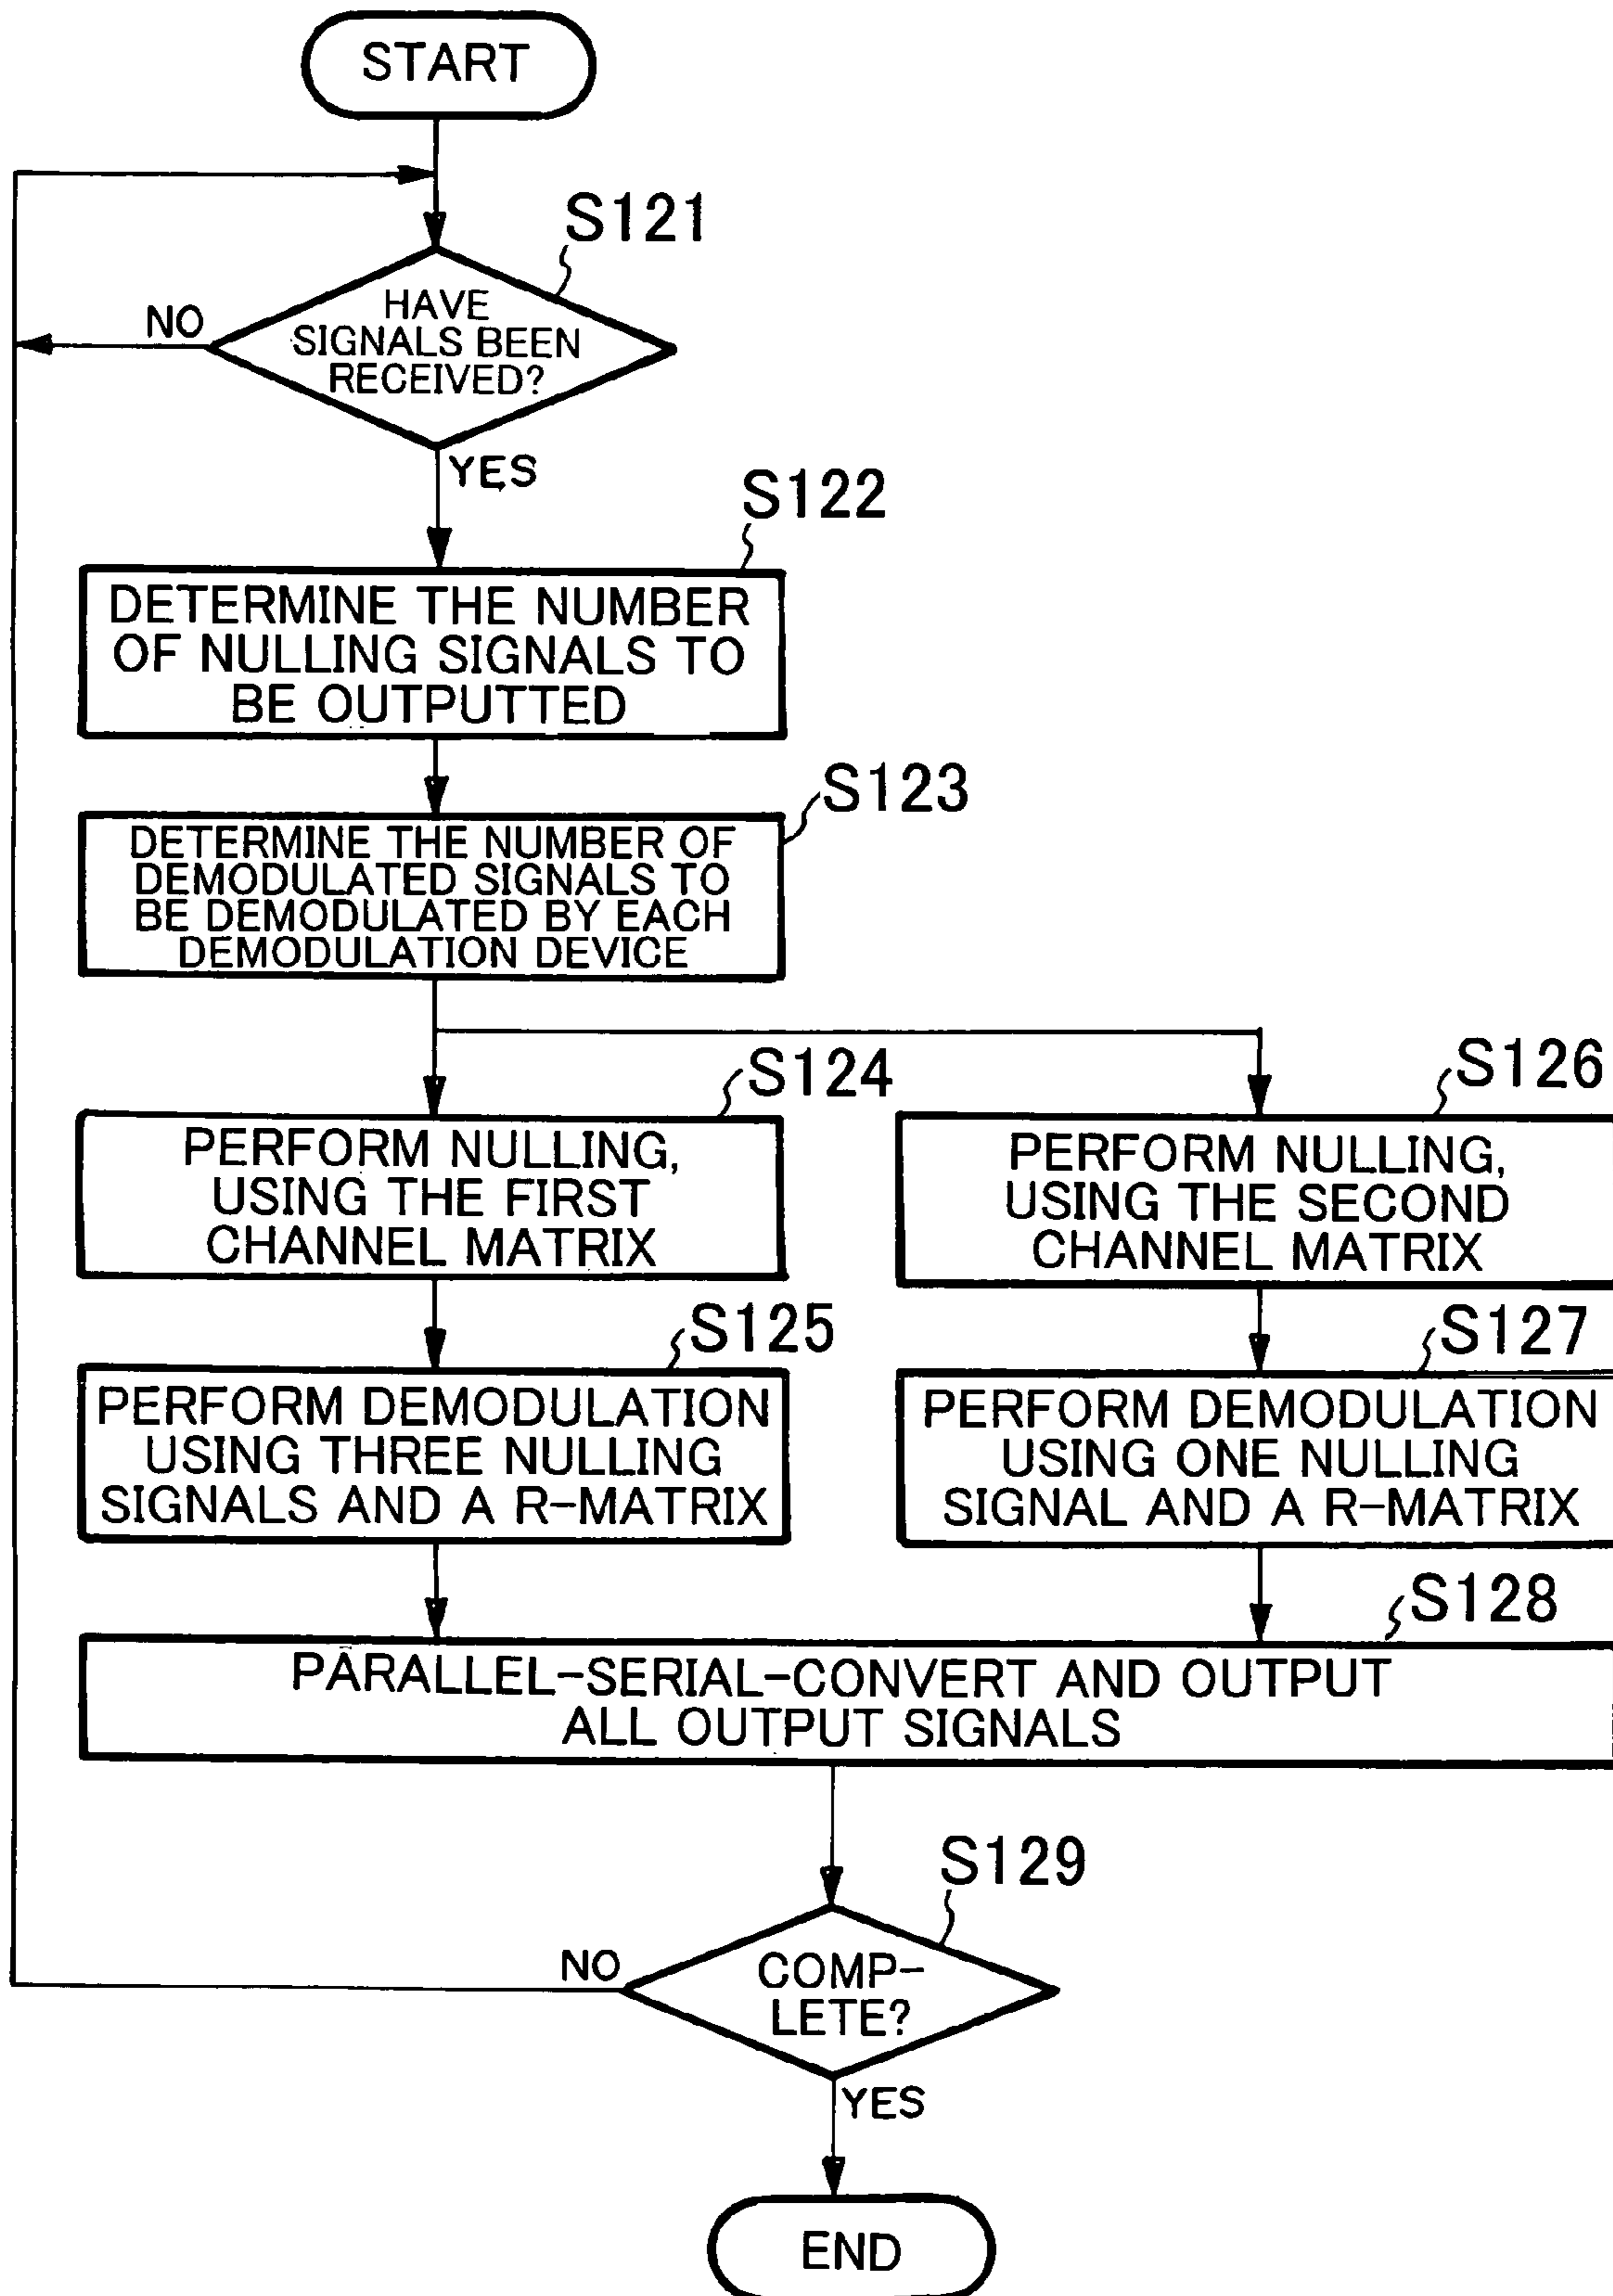 START
S121
HAVE
SIGNALS BEEN
RECEIVED?
NO
YES
S122
DETERMINE THE NUMBER
OF NULLING SIGNALS TO
BE OUTPUTTED
S123
DETERMINE THE NUMBER OF
DEMODULATED SIGNALS TO
BE DEMODULATED BY EACH
DEMODULATION DEVICE
S124
PERFORM NULLING,
USING THE FIRST
CHANNEL MATRIX
S126
PERFORM NULLING,
USING THE SECOND
CHANNEL MATRIX
S125
PERFORM DEMODULATION
USING THREE NULLING
SIGNALS AND A R-MATRIX
S127
PERFORM DEMODULATION
USING ONE NULLING
SIGNAL AND A R-MATRIX
S128
PARALLEL-SERIAL-CONVERT AND OUTPUT
ALL OUTPUT SIGNALS
S129
COMP-
LETE?
NO
YES
END